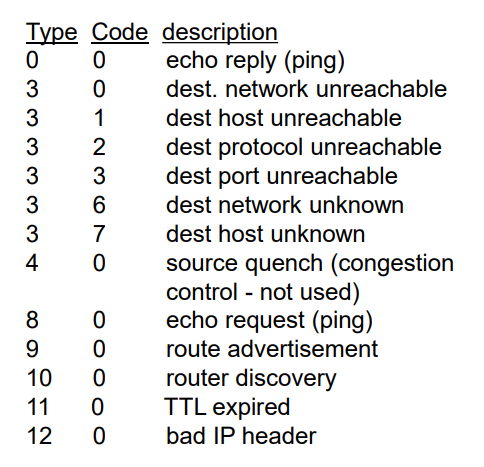 Type Code description
0 0 echo reply (ping)
3 0 dest. network unreachable
3 1 dest host unreachable
3 2 dest protocol unreachable
3 3 dest port unreachable
3 6 dest network unknown
3 7 dest host unknown
4 0 source quench (congestion
control - not used)
8 0 echo request (ping)
9 0 route advertisement
10 0 router discovery
11 0 TTL expired
12 0 bad IP header